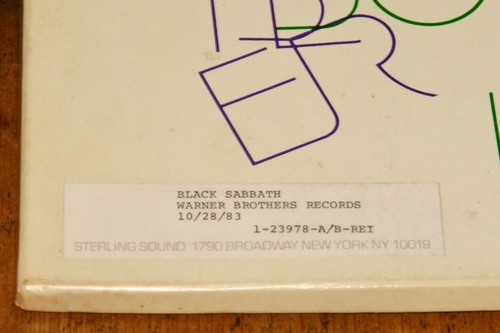 BLACK SABBATH
WARNER BROTHERS RECORDS
10/28/83
1-23978-A/B-REI
STERLING SOUND 1790 BROADWAY NEW YORK NY 10019